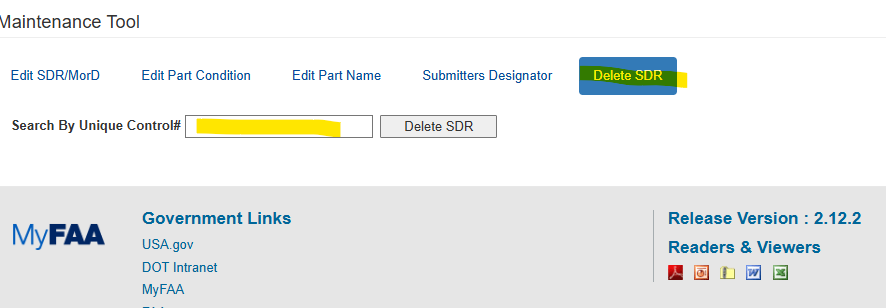 Maintenance Tool
Edit SDR/MorD Edit Part Condition Edit Part Name Submitters Designator Delete SDR
Search By Unique Control# Delete SDR
MyFAA
Government Links
USA.gov
DOT Intranet
MyFAA
Release Version : 2.12.2
Readers & Viewers